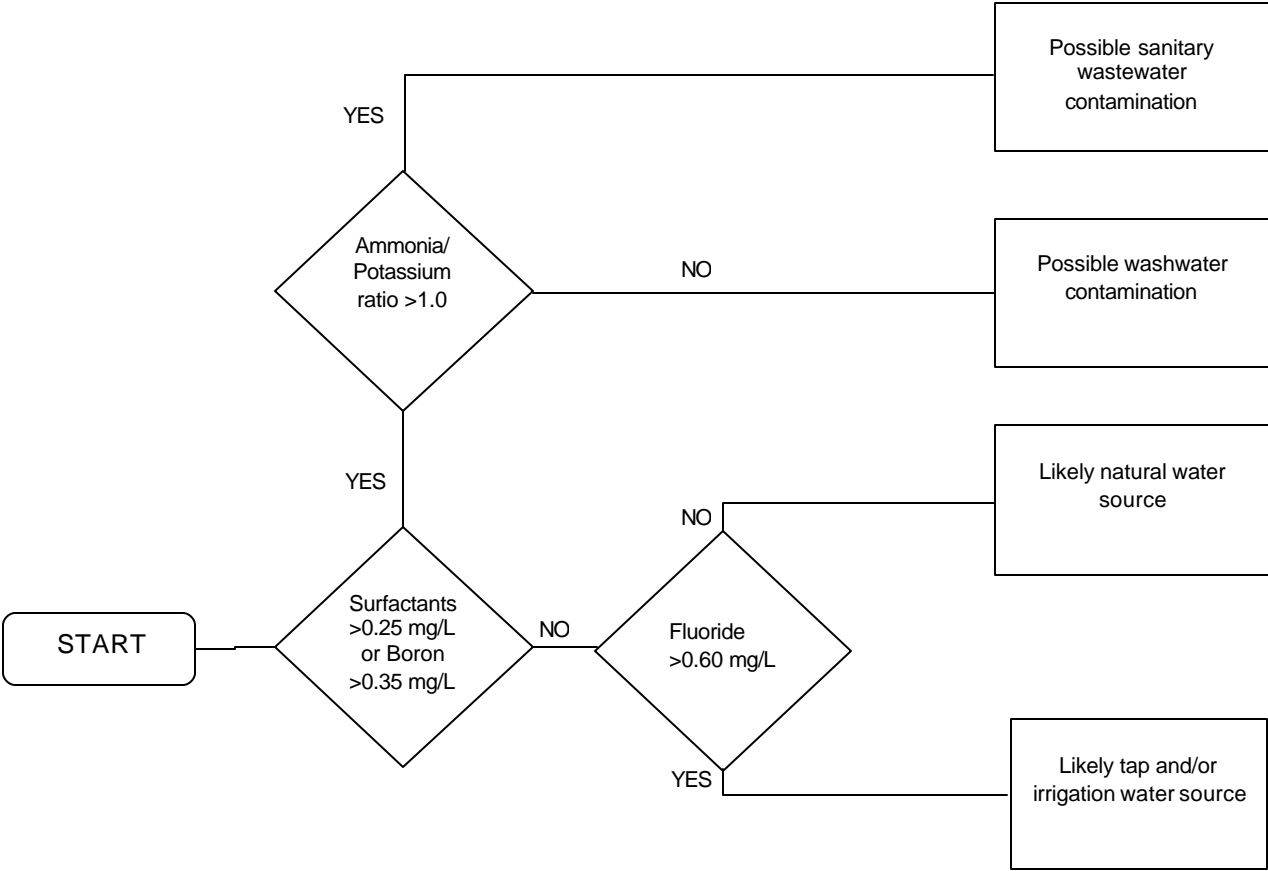 Possible sanitary
wastewater
contamination
YES
Ammonia/
Potassium
ratio >1.0
NO
Possible washwater
contamination
YES
Likely natural water
source
NO
START
Surfactants
>0.25 mg/L
or Boron
>0.35 mg/L
NO
Fluoride
>0.60 mg/L
YES
Likely tap and/or
irrigation water source